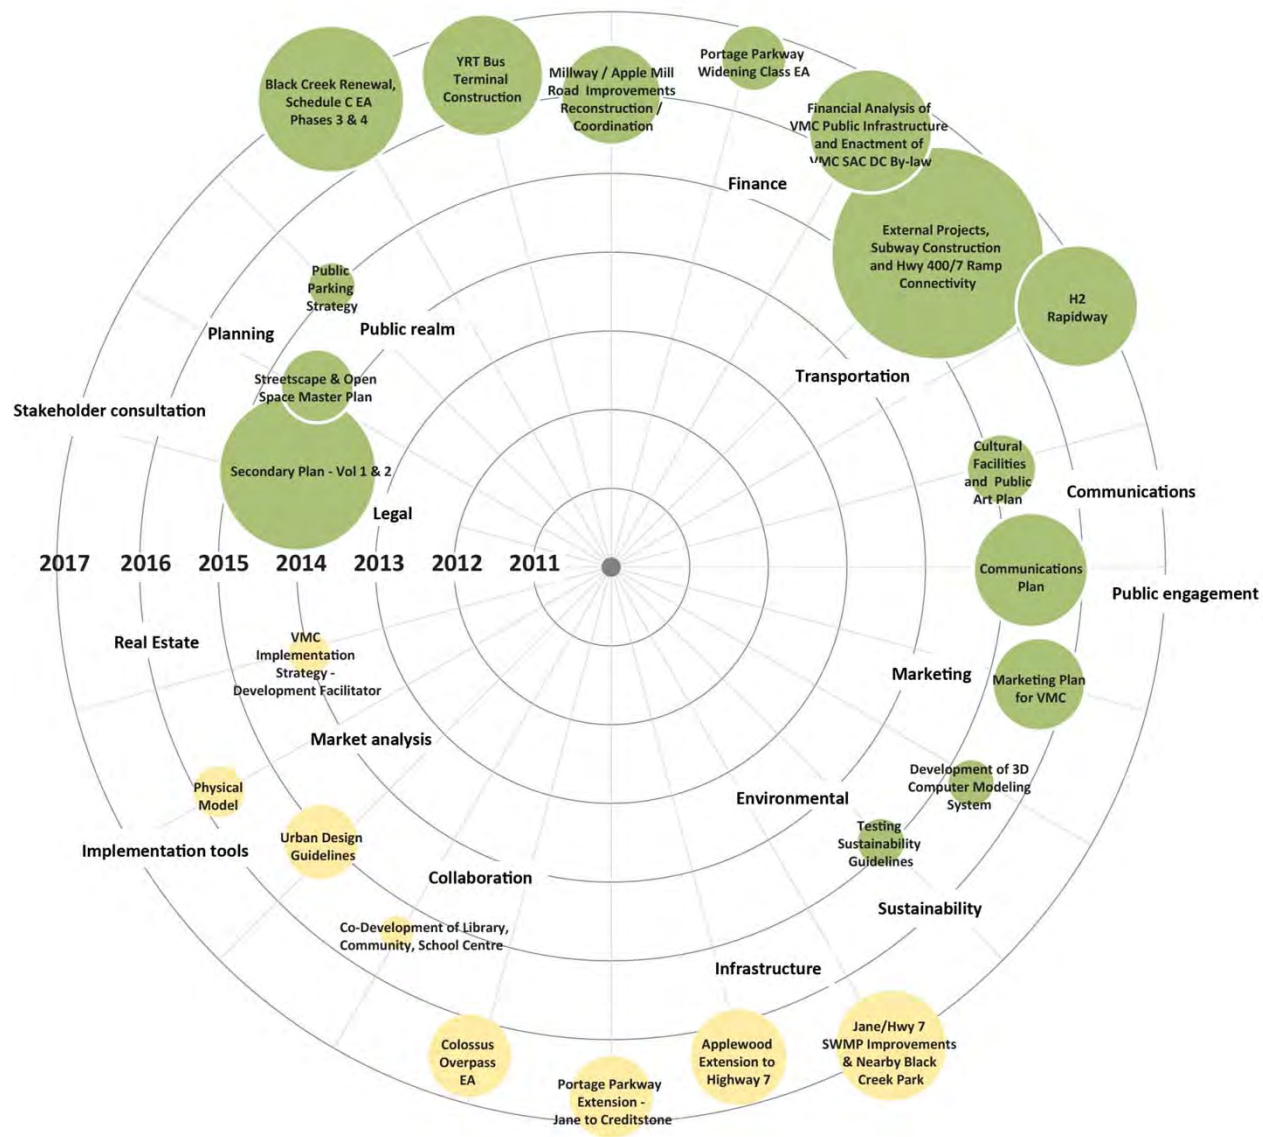 Black Creek Renewal,
Schedule C EA
Phases 3 & 4
YRT Bus
Terminal
Construction
Millway / Apple Mill
Road Improvements
Reconstruction /
Coordination
Portage Parkway
Widening Class EA
Financial Analysis of
VMC Public Infrastructure
and Enactment of
VMC SAC DC By-law
Finance
External Projects,
Subway Construction
and Hwy 400/7 Ramp
Connectivity
H2
Rapidway
Public
Parking
Strategy
Planning
Public realm
Streetscape & Open
Space Master Plan
Transportation
Stakeholder consultation
Secondary Plan - Vol 1 & 2
Legal
Cultural
Facilities
and Public
Art Plan
Communications
2017 2016 2015 2014 2013 2012 2011
Communications
Plan
Public engagement
Real Estate
VMC
Implementation
Strategy -
Development Facilitator
Marketing
Marketing Plan
for VMC
Market analysis
Physical
Model
Development of 3D
Computer Modeling
System
Environmental
Implementation tools
Urban Design
Guidelines
Testing
Sustainability
Guidelines
Collaboration
Sustainability
Co-Development of Library,
Community, School Centre
Infrastructure
Colossus
Overpass
EA
Portage Parkway
Extension -
Jane to Creditstone
Applewood
Extension to
Highway 7
Jane/Hwy 7
SWMP Improvements
& Nearby Black
Creek Park